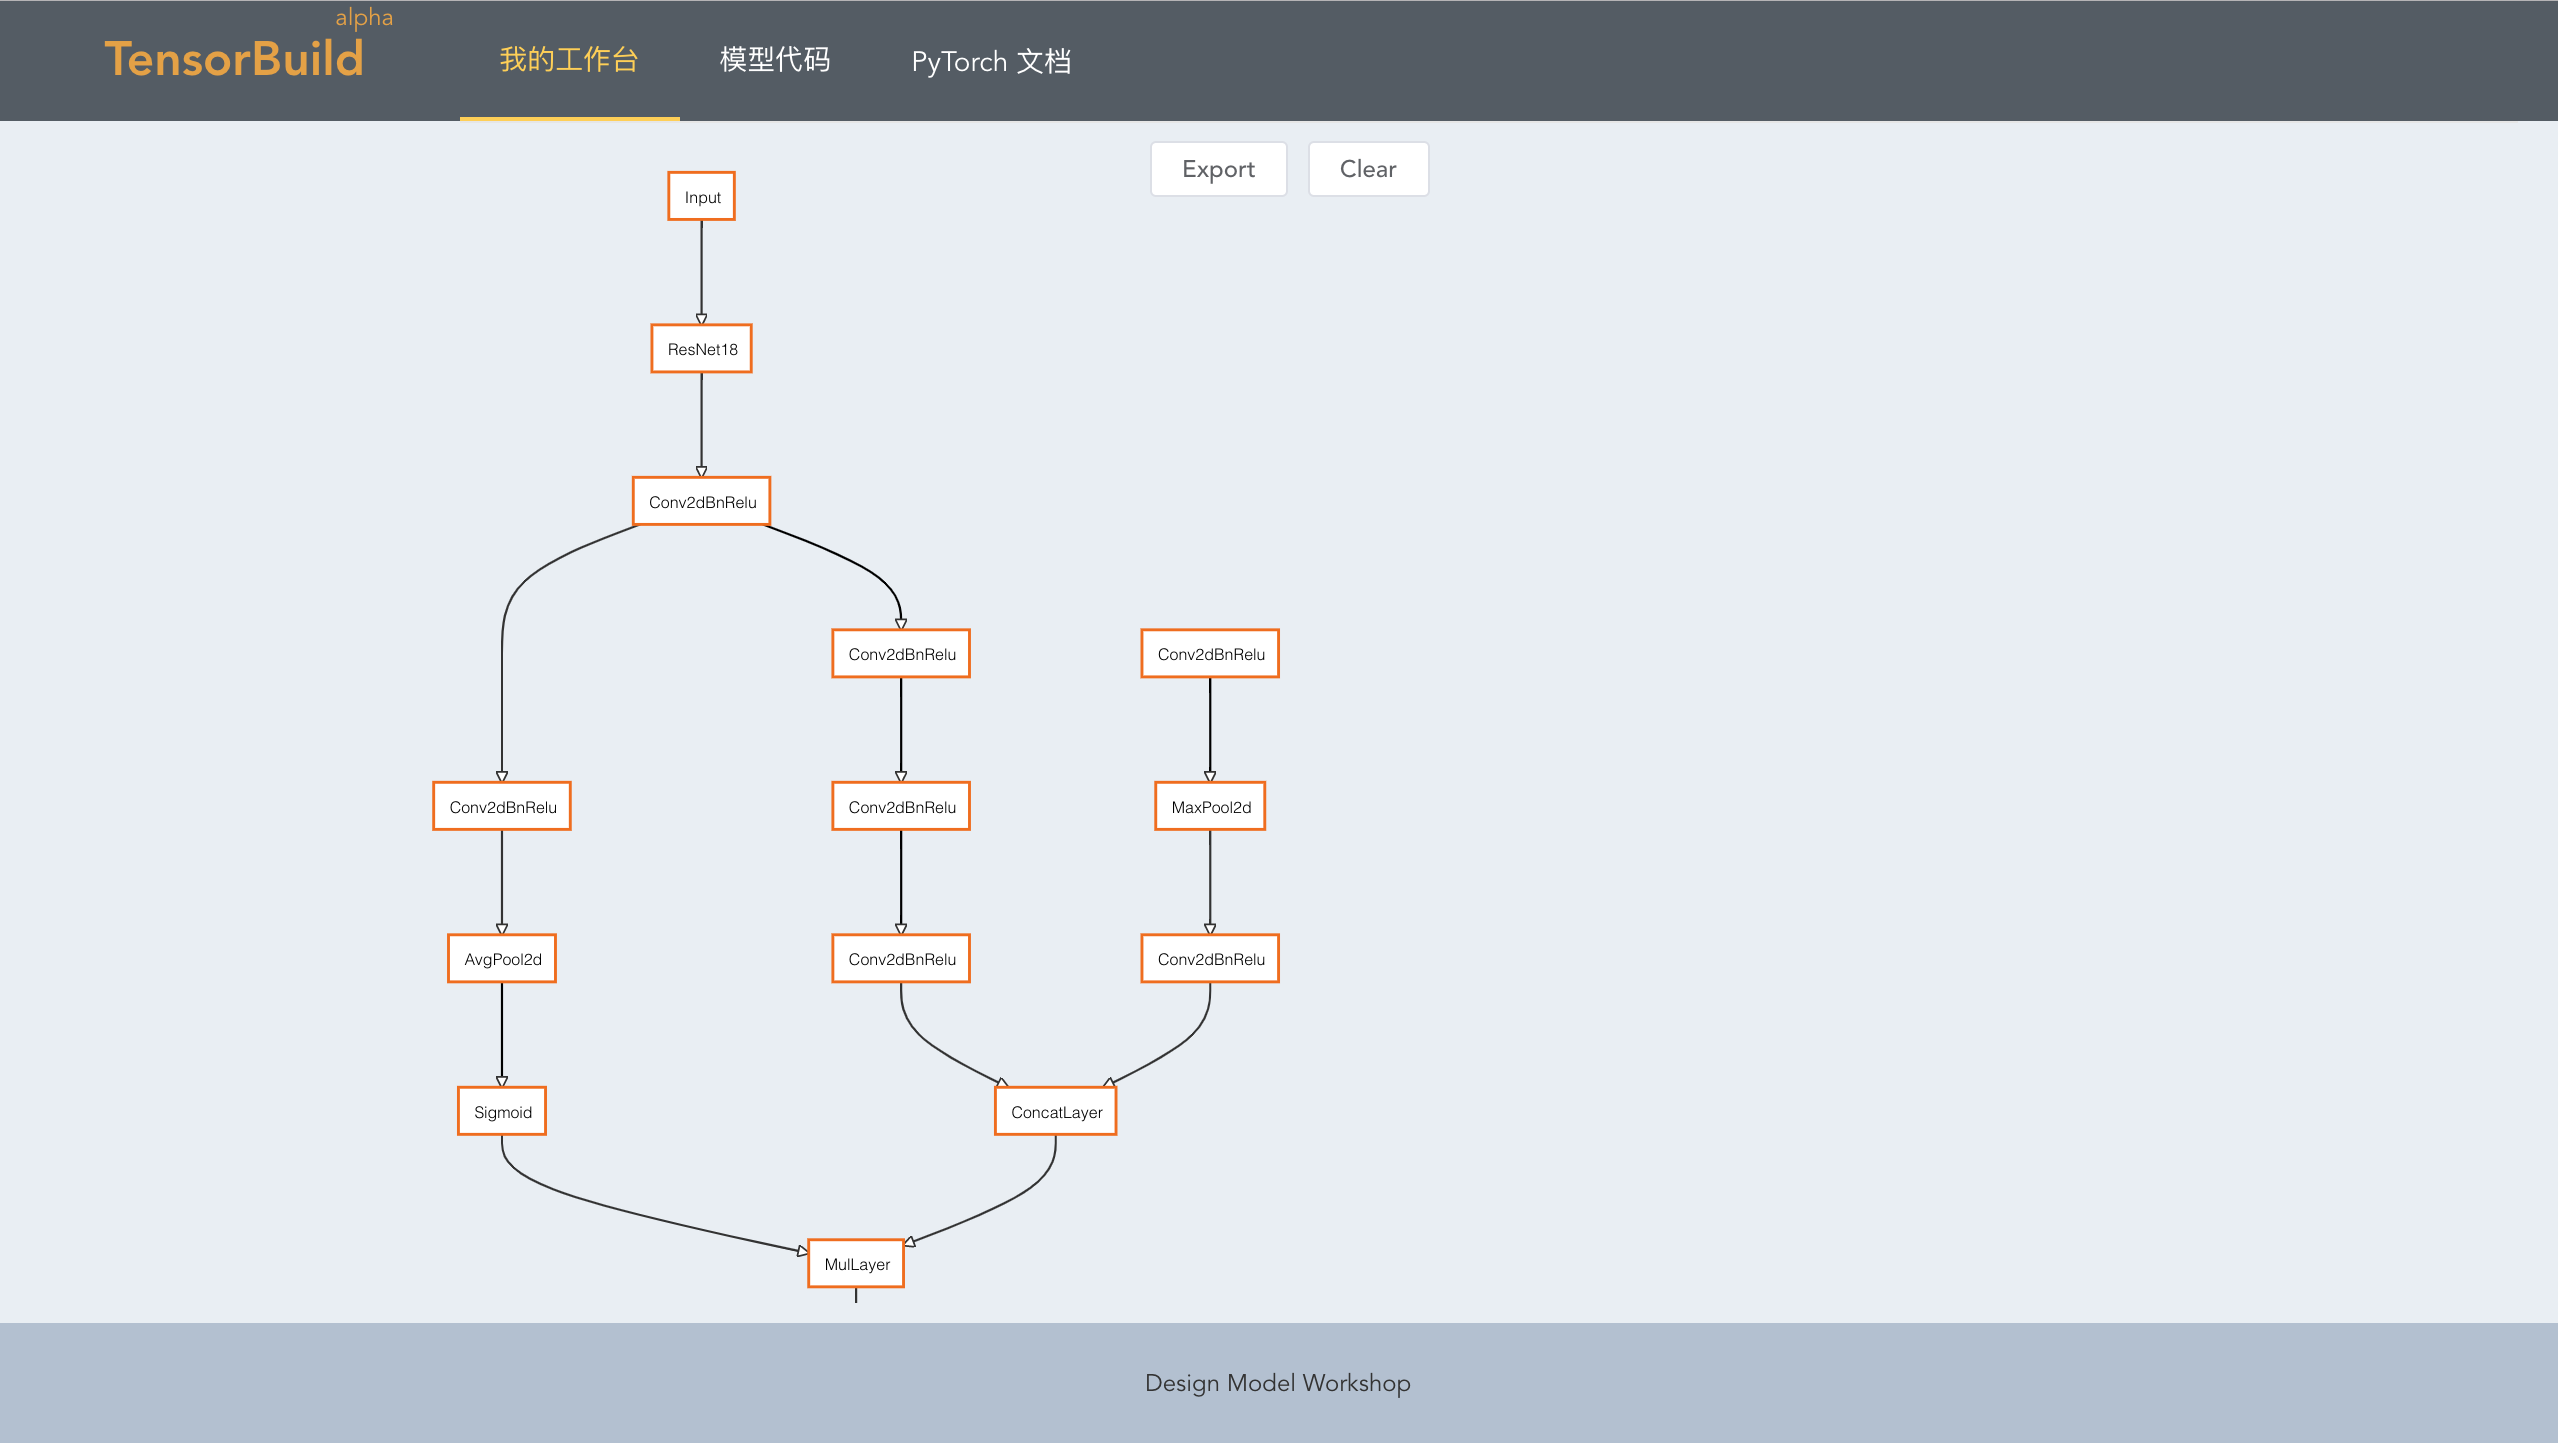 alpha
TensorBuild
我的工作台
模型代码
PyTorch 文档
Export
Clear
Input
ResNet18
Conv2dBnRelu
Conv2dBnRelu
Conv2dBnRelu
Conv2dBnRelu
Conv2dBnRelu
MaxPool2d
AvgPool2d
Conv2dBnRelu
Conv2dBnRelu
Sigmoid
ConcatLayer
MulLayer
Design Model Workshop